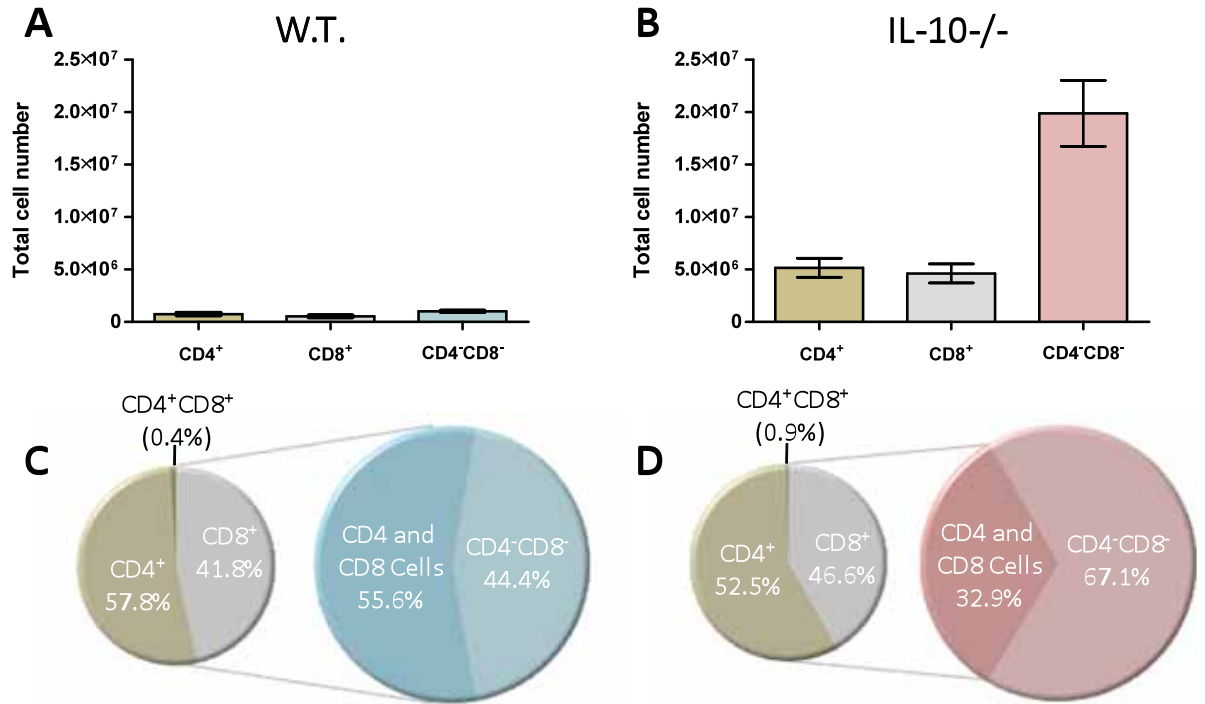 A
W.T.
2.5×10⁷
2.0×10⁷
1.5×10⁷
1.0×10⁷
5.0×10⁶
0
Total cell number
CD4⁺
CD8⁺
CD4⁻CD8⁻
B
IL-10-/-
2.5×10⁷
2.0×10⁷
1.5×10⁷
1.0×10⁷
5.0×10⁶
0
Total cell number
CD4⁺
CD8⁺
CD4⁻CD8⁻
C
CD4⁺CD8⁺
(0.4%)
CD4⁺
57.8%
CD8⁺
41.8%
CD4 and
CD8 Cells
55.6%
CD4⁻CD8⁻
44.4%
D
CD4⁺CD8⁺
(0.9%)
CD4⁺
52.5%
CD8⁺
46.6%
CD4 and
CD8 Cells
32.9%
CD4⁻CD8⁻
67.1%